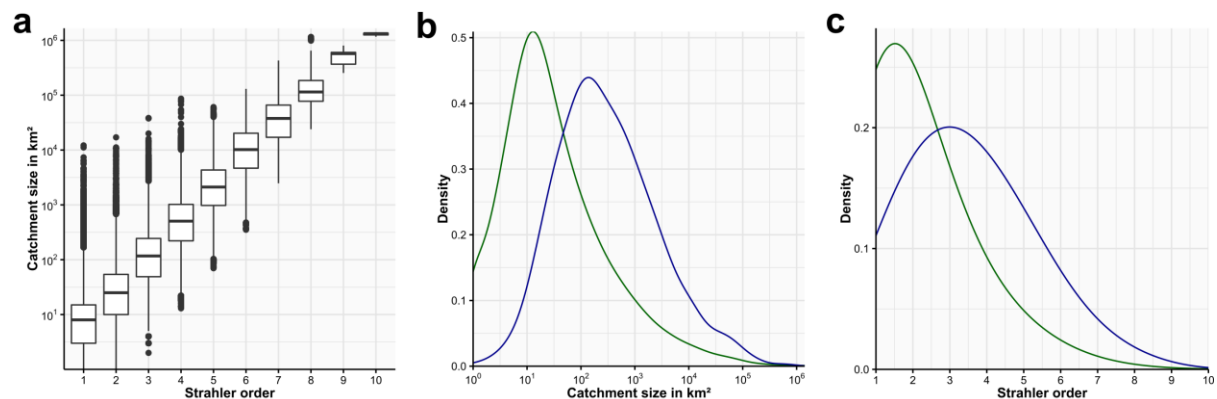 a
Catchment size in km²
10⁶
10⁵
10⁴
10³
10²
10¹
1 2 3 4 5 6 7 8 9 10
Strahler order
b
Density
0.5
0.4
0.3
0.2
0.1
0.0
10⁰ 10¹ 10² 10³ 10⁴ 10⁵ 10⁶
Catchment size in km²
c
Density
0.2
0.1
0.0
1 2 3 4 5 6 7 8 9 10
Strahler order